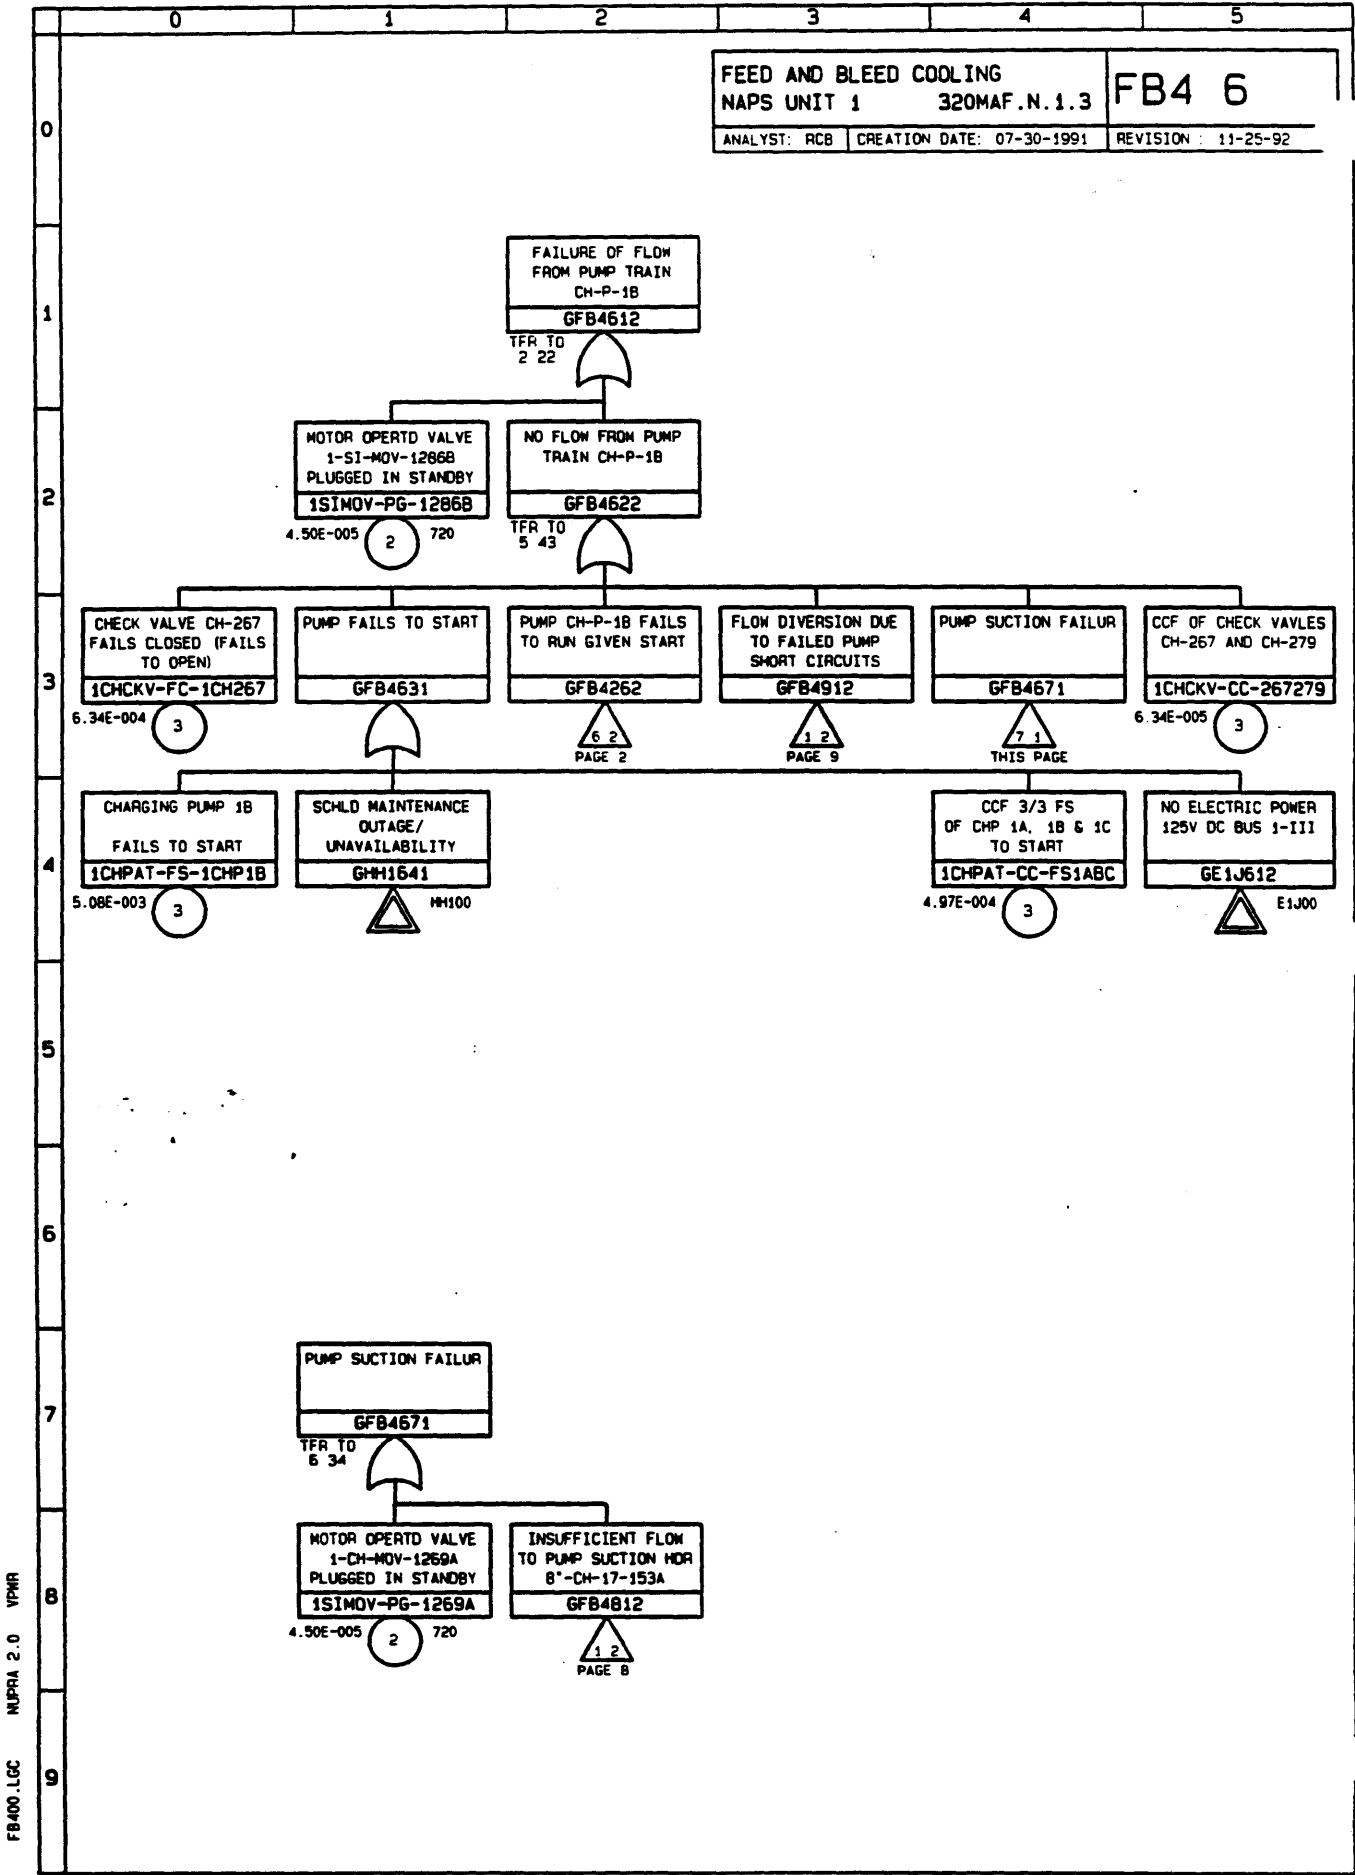 0 1 2 3 4 5
FEED AND BLEED COOLING
NAPS UNIT 1 320MAF.N.1.3
FB4 6
ANALYST: RCB CREATION DATE: 07-30-1991 REVISION : 11-25-92
0
FAILURE OF FLOW
FROM PUMP TRAIN
CH-P-1B
GFB4612
TFR TO
2 22
1
MOTOR OPERTD VALVE
1-SI-MOV-1286B
PLUGGED IN STANDBY
1SIMOV-PG-1286B
4.50E-005 2 720
NO FLOW FROM PUMP
TRAIN CH-P-1B
GFB4622
TFR TO
5 43
2
CHECK VALVE CH-267
FAILS CLOSED (FAILS
TO OPEN)
1CHCKV-FC-1CH267
6.34E-004 3
PUMP FAILS TO START
GFB4631
PUMP CH-P-1B FAILS
TO RUN GIVEN START
GFB4262
6 2
PAGE 2
FLOW DIVERSION DUE
TO FAILED PUMP
SHORT CIRCUITS
GFB4912
1 2
PAGE 9
PUMP SUCTION FAILUR
GFB4671
7 1
THIS PAGE
CCF OF CHECK VAVLES
CH-267 AND CH-279
1CHCKV-CC-267279
6.34E-005 3
3
CHARGING PUMP 1B
FAILS TO START
1CHPAT-FS-1CHP1B
5.08E-003 3
SCHLD MAINTENANCE
OUTAGE/
UNAVAILABILITY
GHH1641
HH100
CCF 3/3 FS
OF CHP 1A, 1B & 1C
TO START
1CHPAT-CC-FS1ABC
4.97E-004 3
NO ELECTRIC POWER
125V DC BUS 1-III
GE1J612
E1J00
4
5
6
PUMP SUCTION FAILUR
GFB4671
TFR TO
6 34
7
MOTOR OPERTD VALVE
1-CH-MOV-1269A
PLUGGED IN STANDBY
1SIMOV-PG-1269A
4.50E-005 2 720
INSUFFICIENT FLOW
TO PUMP SUCTION HDR
8"-CH-17-153A
GFB4812
1 2
PAGE 8
8
9
FB400.LGC NUPRA 2.0 VPWR